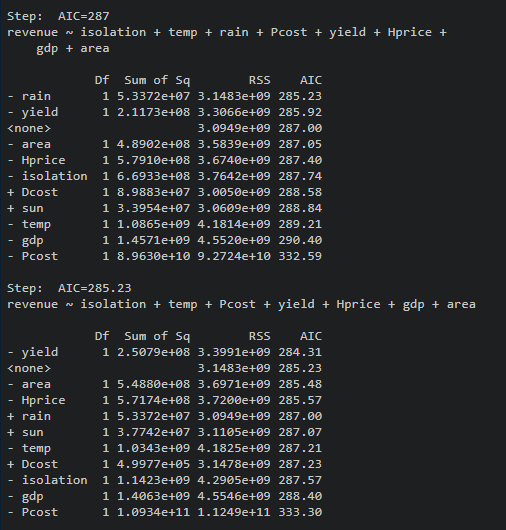 Step:  AIC=287
revenue ~ isolation + temp + rain + Pcost + yield + Hprice +
    gdp + area
            Df  Sum of Sq        RSS    AIC
- rain       1 5.3372e+07 3.1483e+09 285.23
- yield      1 2.1173e+08 3.3066e+09 285.92
<none>                    3.0949e+09 287.00
- area       1 4.8902e+08 3.5839e+09 287.05
- Hprice     1 5.7910e+08 3.6740e+09 287.40
- isolation  1 6.6933e+08 3.7642e+09 287.74
+ Dcost      1 8.9883e+07 3.0050e+09 288.58
+ sun        1 3.3954e+07 3.0609e+09 288.84
- temp       1 1.0865e+09 4.1814e+09 289.21
- gdp        1 1.4571e+09 4.5520e+09 290.40
- Pcost      1 8.9630e+10 9.2724e+10 332.59
Step:  AIC=285.23
revenue ~ isolation + temp + Pcost + yield + Hprice + gdp + area
            Df  Sum of Sq        RSS    AIC
- yield      1 2.5079e+08 3.3991e+09 284.31
<none>                    3.1483e+09 285.23
- area       1 5.4880e+08 3.6971e+09 285.48
- Hprice     1 5.7174e+08 3.7200e+09 285.57
+ rain       1 5.3372e+07 3.0949e+09 287.00
+ sun        1 3.7742e+07 3.1105e+09 287.07
- temp       1 1.0343e+09 4.1825e+09 287.21
+ Dcost      1 4.9977e+05 3.1478e+09 287.23
- isolation  1 1.1423e+09 4.2905e+09 287.57
- gdp        1 1.4063e+09 4.5546e+09 288.40
- Pcost      1 1.0934e+11 1.1249e+11 333.30